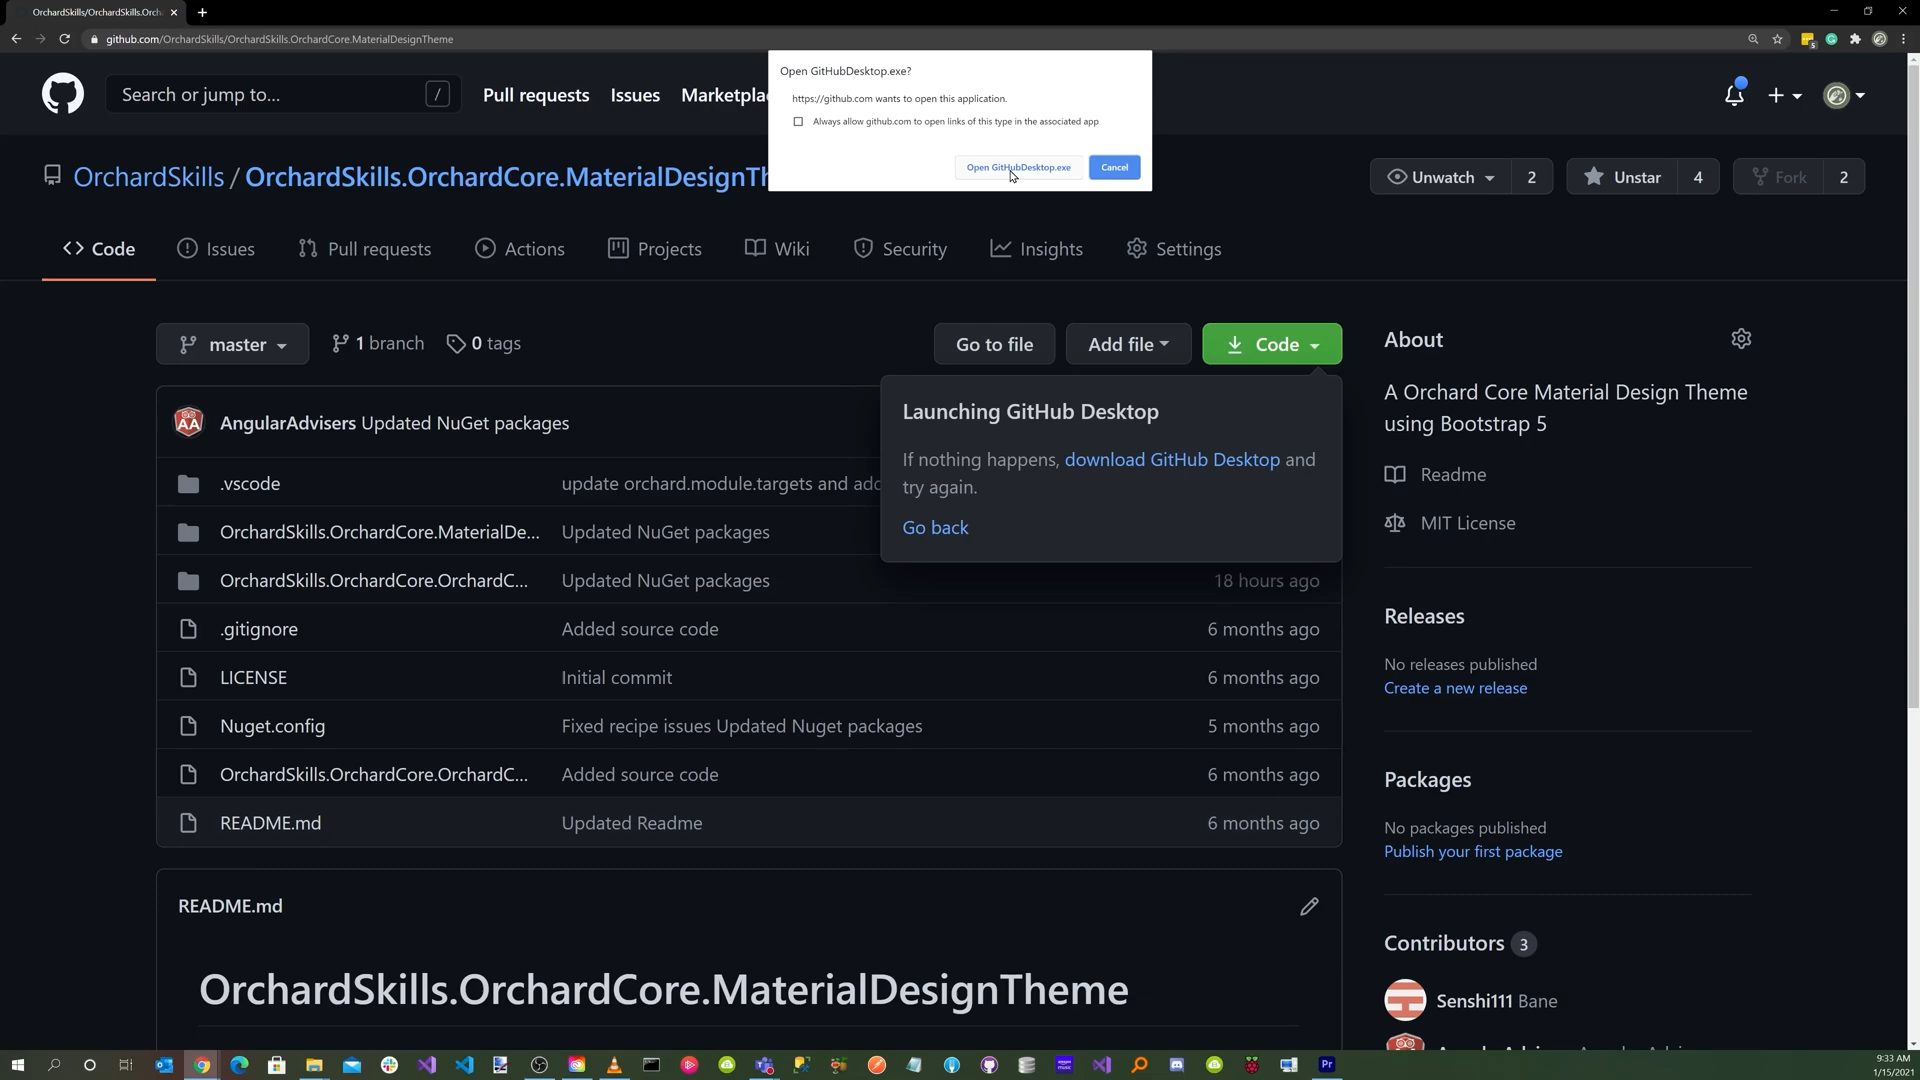 OrchardSkills/OrchardSkills.Orch
github.com/OrchardSkills/OrchardSkills.OrchardCore.MaterialDesignTheme
Open GitHubDesktop.exe?
https://github.com wants to open this application.
Always allow github.com to open links of this type in the associated app
Open GitHubDesktop.exe
Cancel
Search or jump to...
/
Pull requests
Issues
Marketplac
OrchardSkills / OrchardSkills.OrchardCore.MaterialDesignTh
Unwatch 2
Unstar 4
Fork 2
Code
Issues
Pull requests
Actions
Projects
Wiki
Security
Insights
Settings
master
1 branch
0 tags
Go to file
Add file
Code
Launching GitHub Desktop
If nothing happens, download GitHub Desktop and
try again.
Go back
AngularAdvisers Updated NuGet packages
.vscode update orchard.module.targets and add
OrchardSkills.OrchardCore.MaterialDe... Updated NuGet packages
OrchardSkills.OrchardCore.OrchardC... Updated NuGet packages 18 hours ago
.gitignore Added source code 6 months ago
LICENSE Initial commit 6 months ago
Nuget.config Fixed recipe issues Updated Nuget packages 5 months ago
OrchardSkills.OrchardCore.OrchardC... Added source code 6 months ago
README.md Updated Readme 6 months ago
README.md
OrchardSkills.OrchardCore.MaterialDesignTheme
About
A Orchard Core Material Design Theme
using Bootstrap 5
Readme
MIT License
Releases
No releases published
Create a new release
Packages
No packages published
Publish your first package
Contributors 3
Senshi111 Bane
9:33 AM
1/15/2021